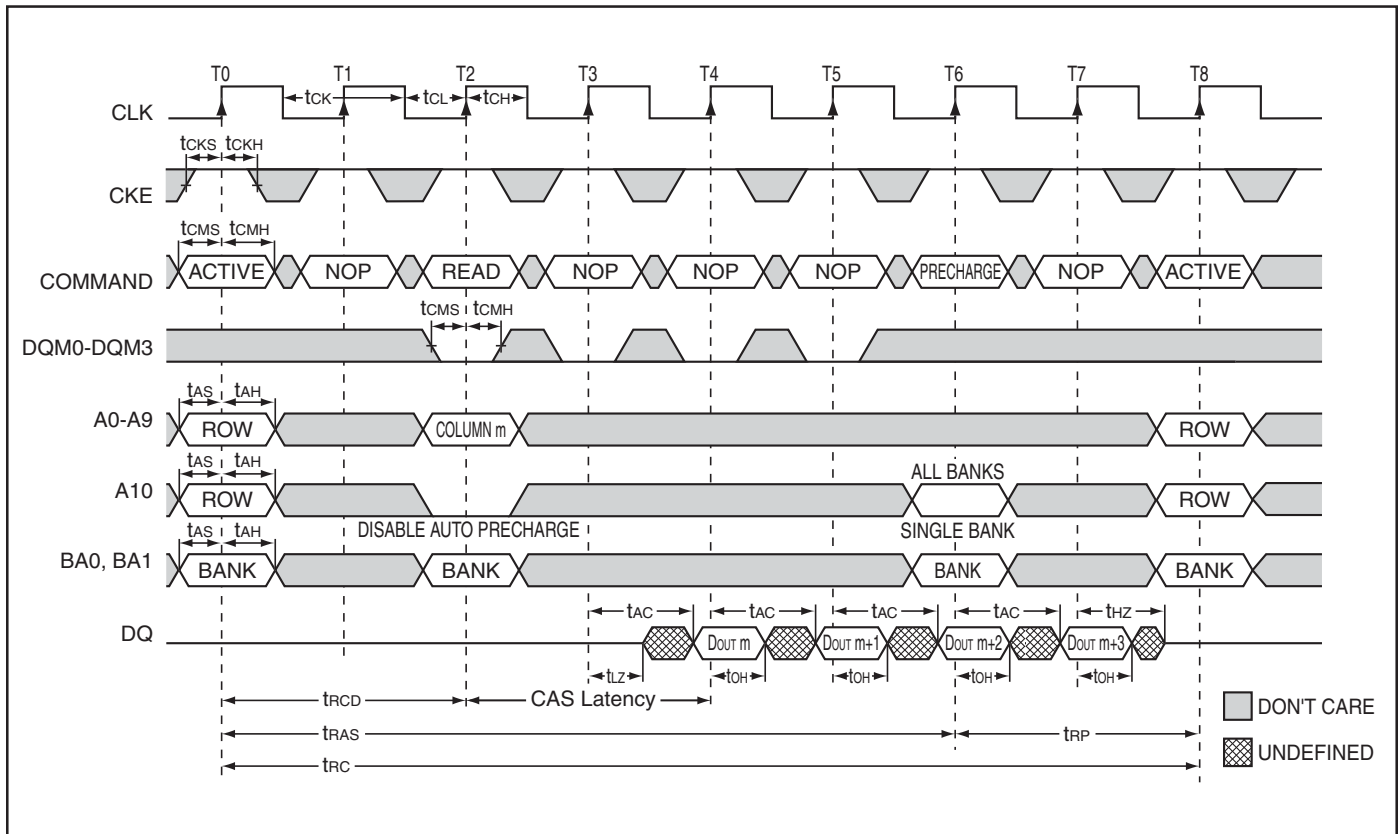 T0 T1 T2 T3 T4 T5 T6 T7 T8
tCK tCL tCH
CLK
tCKS tCKH
CKE
tCMS tCMH
COMMAND ACTIVE NOP READ NOP NOP NOP PRECHARGE NOP ACTIVE
tCMS tCMH
DQM0-DQM3
tAS tAH
A0-A9 ROW COLUMN m ROW
tAS tAH ALL BANKS
A10 ROW ROW
DISABLE AUTO PRECHARGE SINGLE BANK
tAS tAH
BA0, BA1 BANK BANK BANK BANK
tAC tAC tAC tAC tHZ
DQ DOUT m DOUT m+1 DOUT m+2 DOUT m+3
tLZ tOH tOH tOH tOH
tRCD CAS Latency
DON'T CARE
tRAS tRP
UNDEFINED
tRC